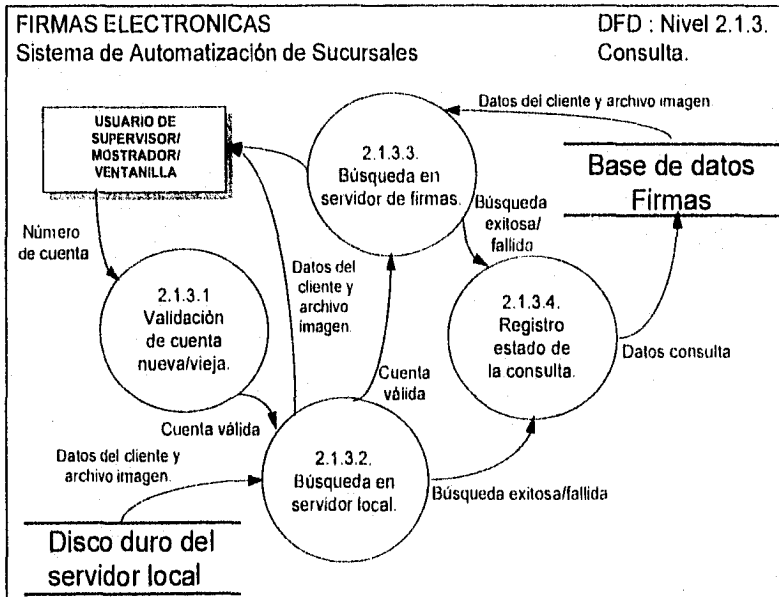 FIRMAS ELECTRONICAS
Sistema de Automatización de Sucursales
DFD : Nivel 2.1.3.
Consulta.
Datos del cliente y archivo imagen.
USUARIO DE
SUPERVISOR/
MOSTRADOR/
VENTANILLA
2.1.3.3.
Búsqueda en
servidor de firmas.
Base de datos
Firmas
Búsqueda
exitosa/
fallida
Número
de cuenta
Datos del
cliente y
archivo
imagen.
2.1.3.1
Validación
de cuenta
nueva/vieja.
2.1.3.4.
Registro
estado de
la consulta.
Datos consulta
Cuenta
válida
Cuenta válida
Datos del cliente y
archivo imagen.
2.1.3.2.
Búsqueda en
servidor local.
Búsqueda exitosa/fallida
Disco duro del
servidor local